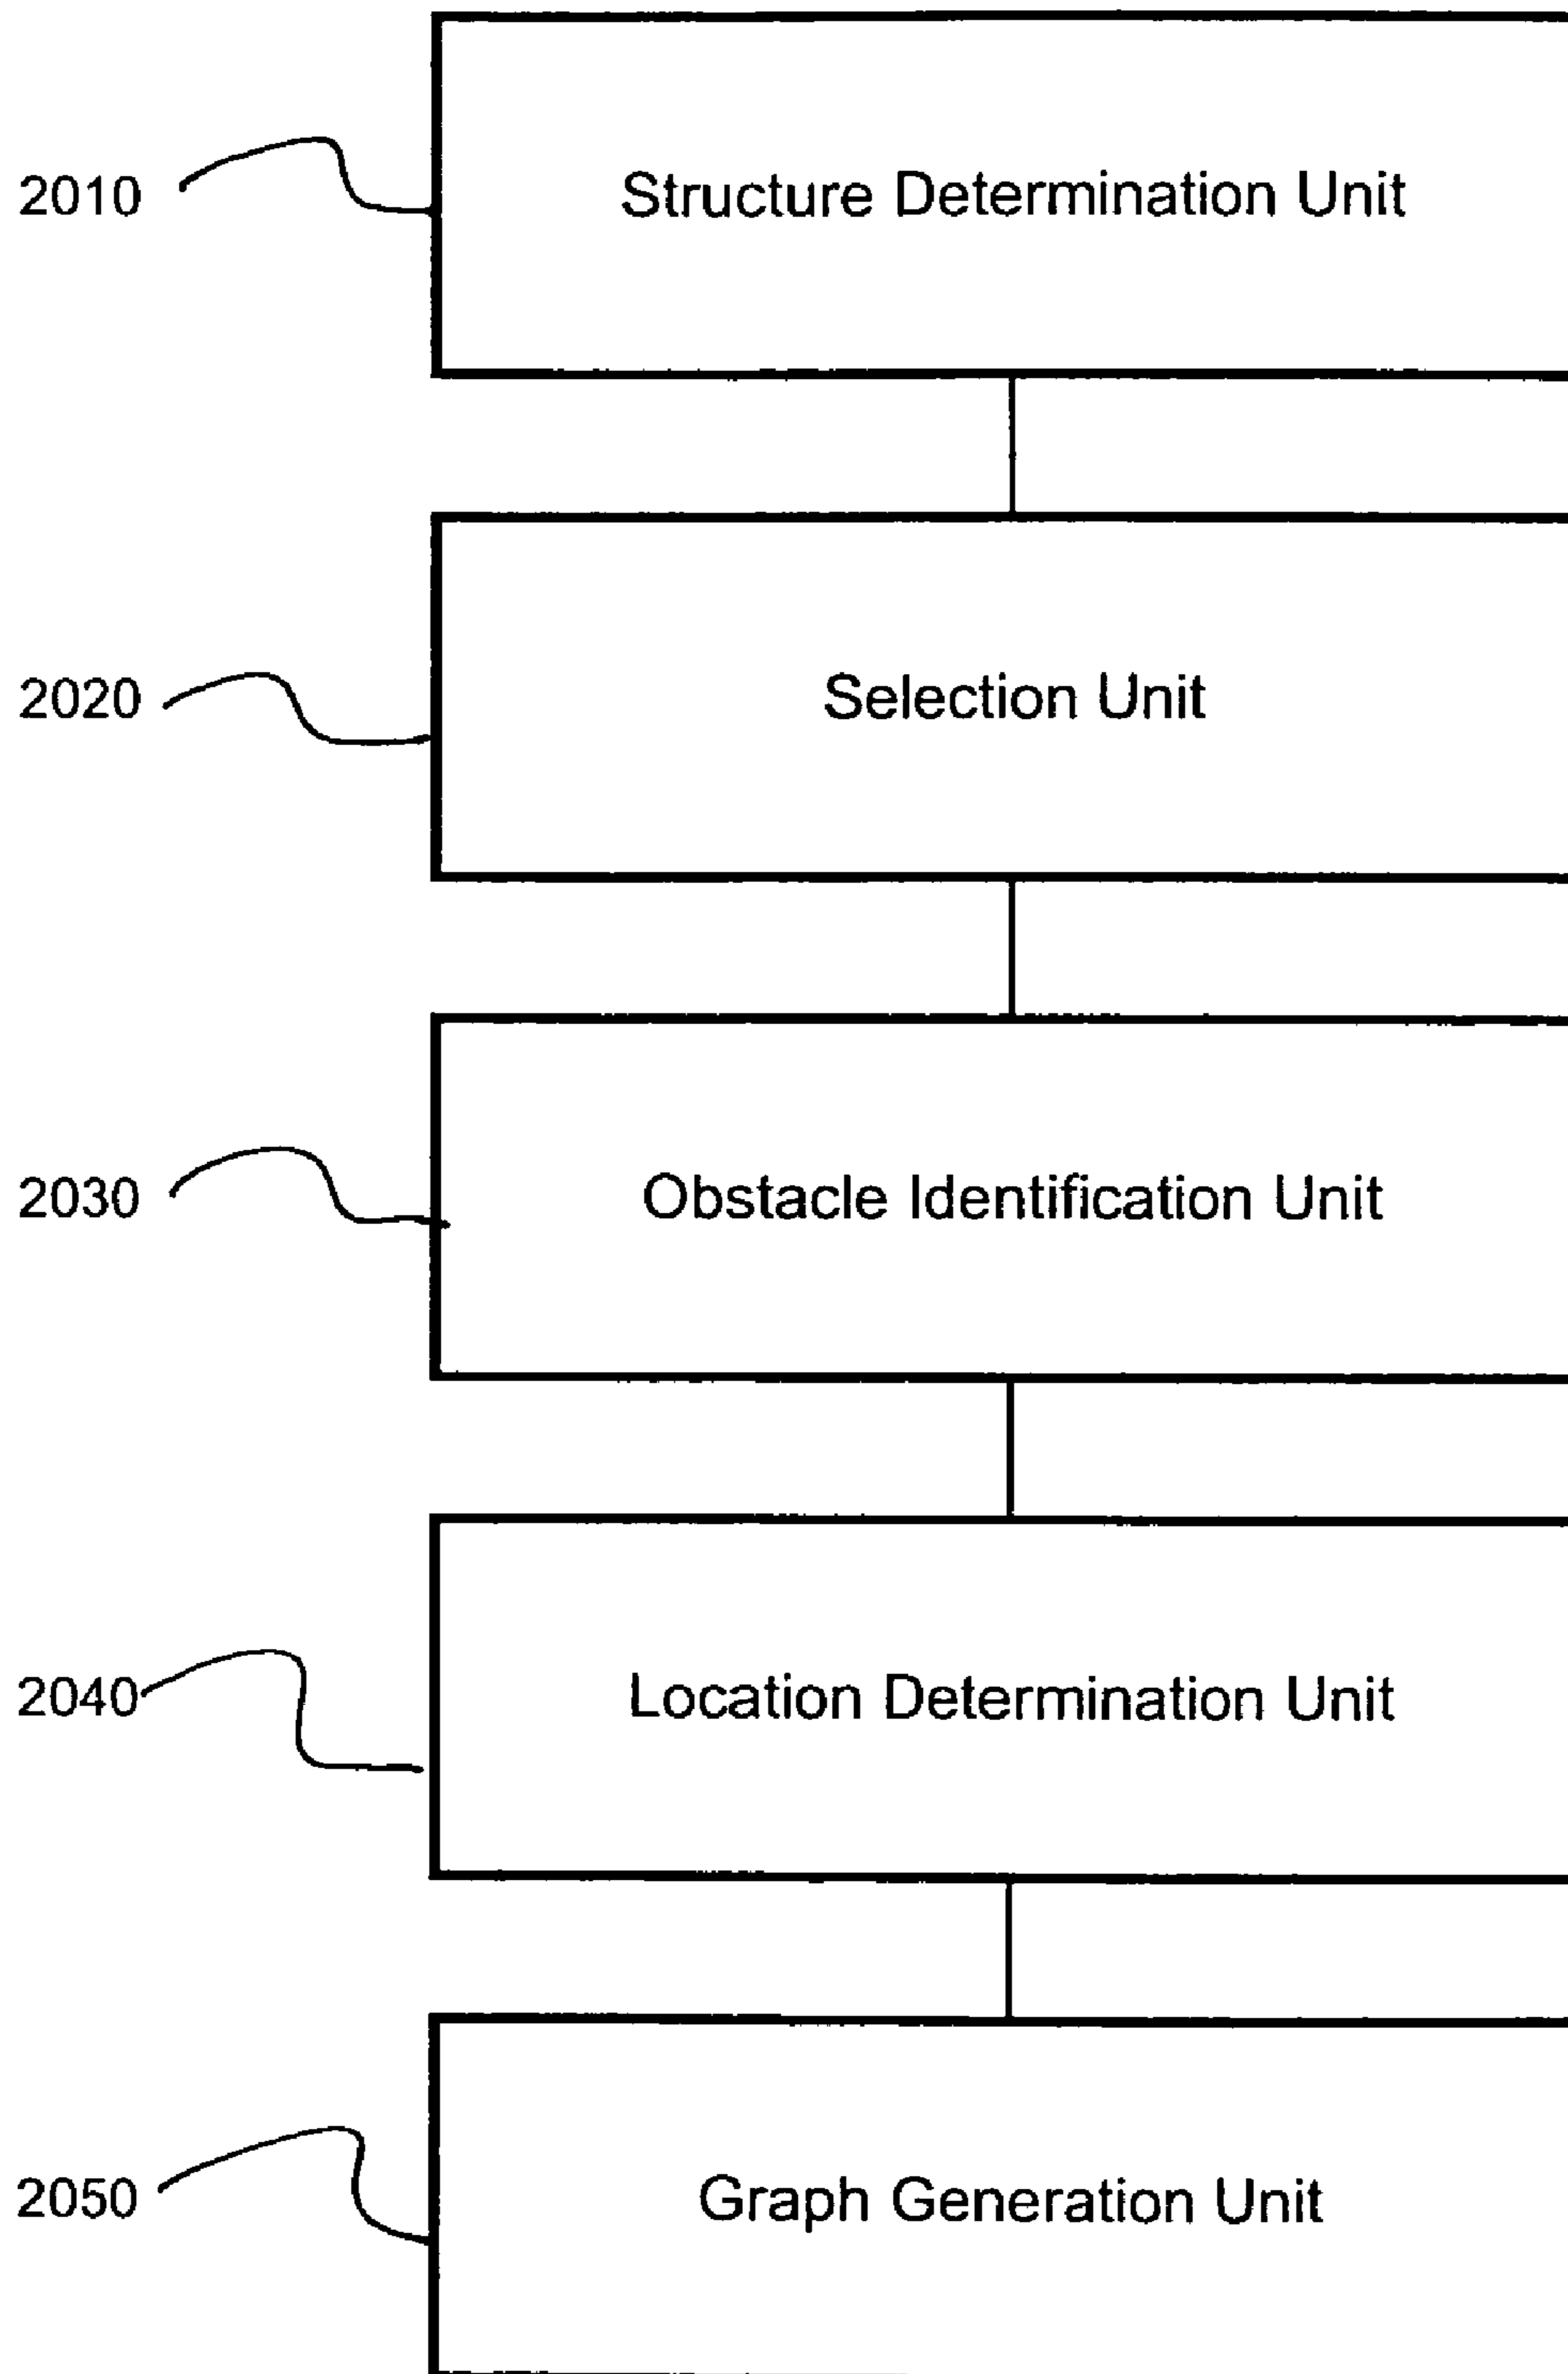 2010 Structure Determination Unit
2020 Selection Unit
2030 Obstacle Identification Unit
2040 Location Determination Unit
2050 Graph Generation Unit